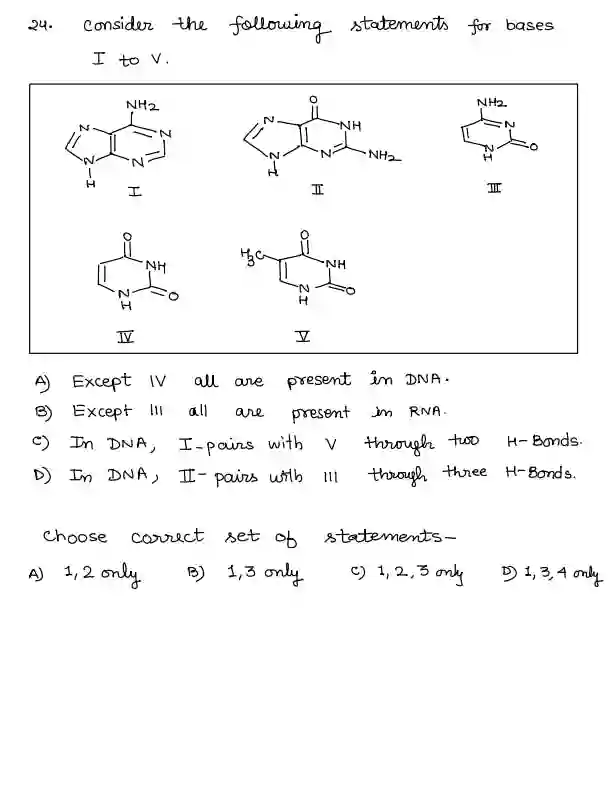 24. Consider the following statements for bases
I to V.
NH2 O NH2
N N N NH N
N N N N NH2 N O
H H H
I II III
O O
NH H3C NH
N O N O
H H
IV V
A) Except IV all are present in DNA.
B) Except III all are present in RNA.
C) In DNA, I-pairs with V through two H-Bonds.
D) In DNA, II-pairs with III through three H-Bonds.
Choose correct set of statements-
A) 1,2 only B) 1,3 only C) 1,2,3 only D) 1,3,4 only